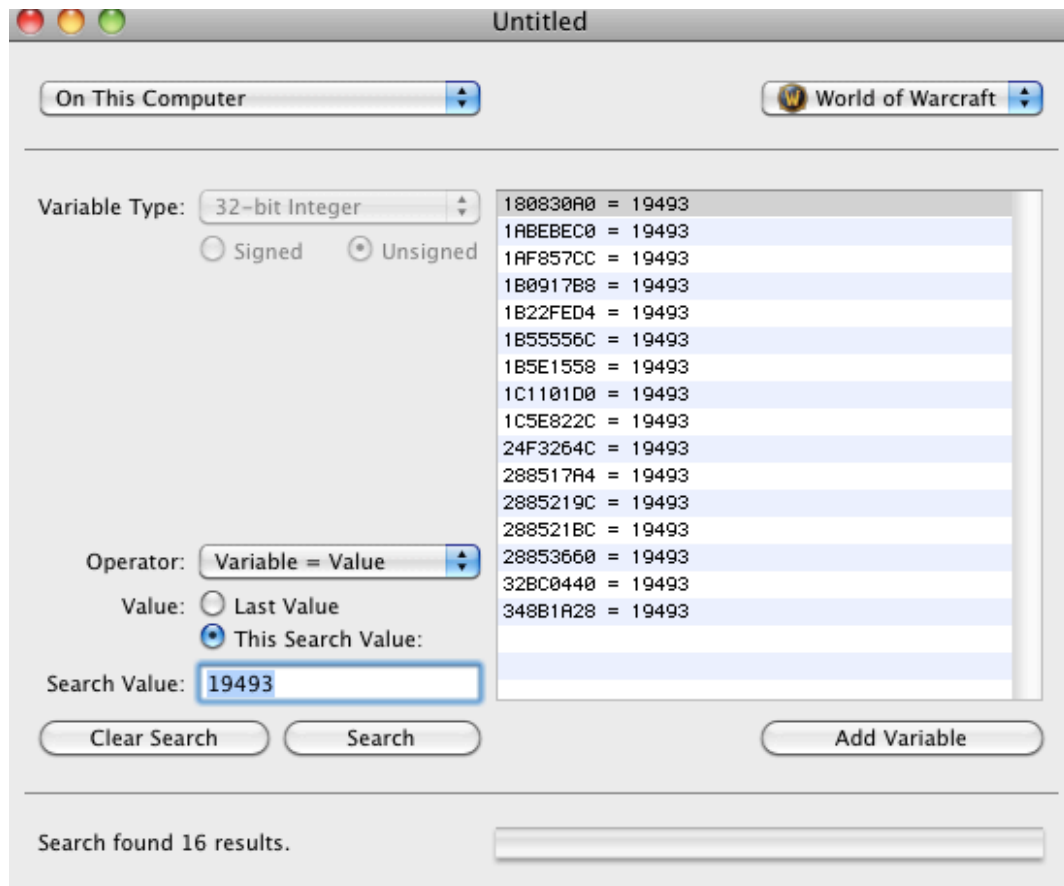 Untitled
On This Computer
World of Warcraft
Variable Type: 32-bit Integer
Signed Unsigned
180830A0 = 19493
1ABEBEC0 = 19493
1AF857CC = 19493
1B0917B8 = 19493
1B22FED4 = 19493
1B55556C = 19493
1B5E1558 = 19493
1C1101D0 = 19493
1C5E822C = 19493
24F3264C = 19493
288517A4 = 19493
2885219C = 19493
288521BC = 19493
28853660 = 19493
32BC0440 = 19493
348B1A28 = 19493
Operator: Variable = Value
Value: Last Value
This Search Value:
Search Value: 19493
Clear Search Search
Add Variable
Search found 16 results.